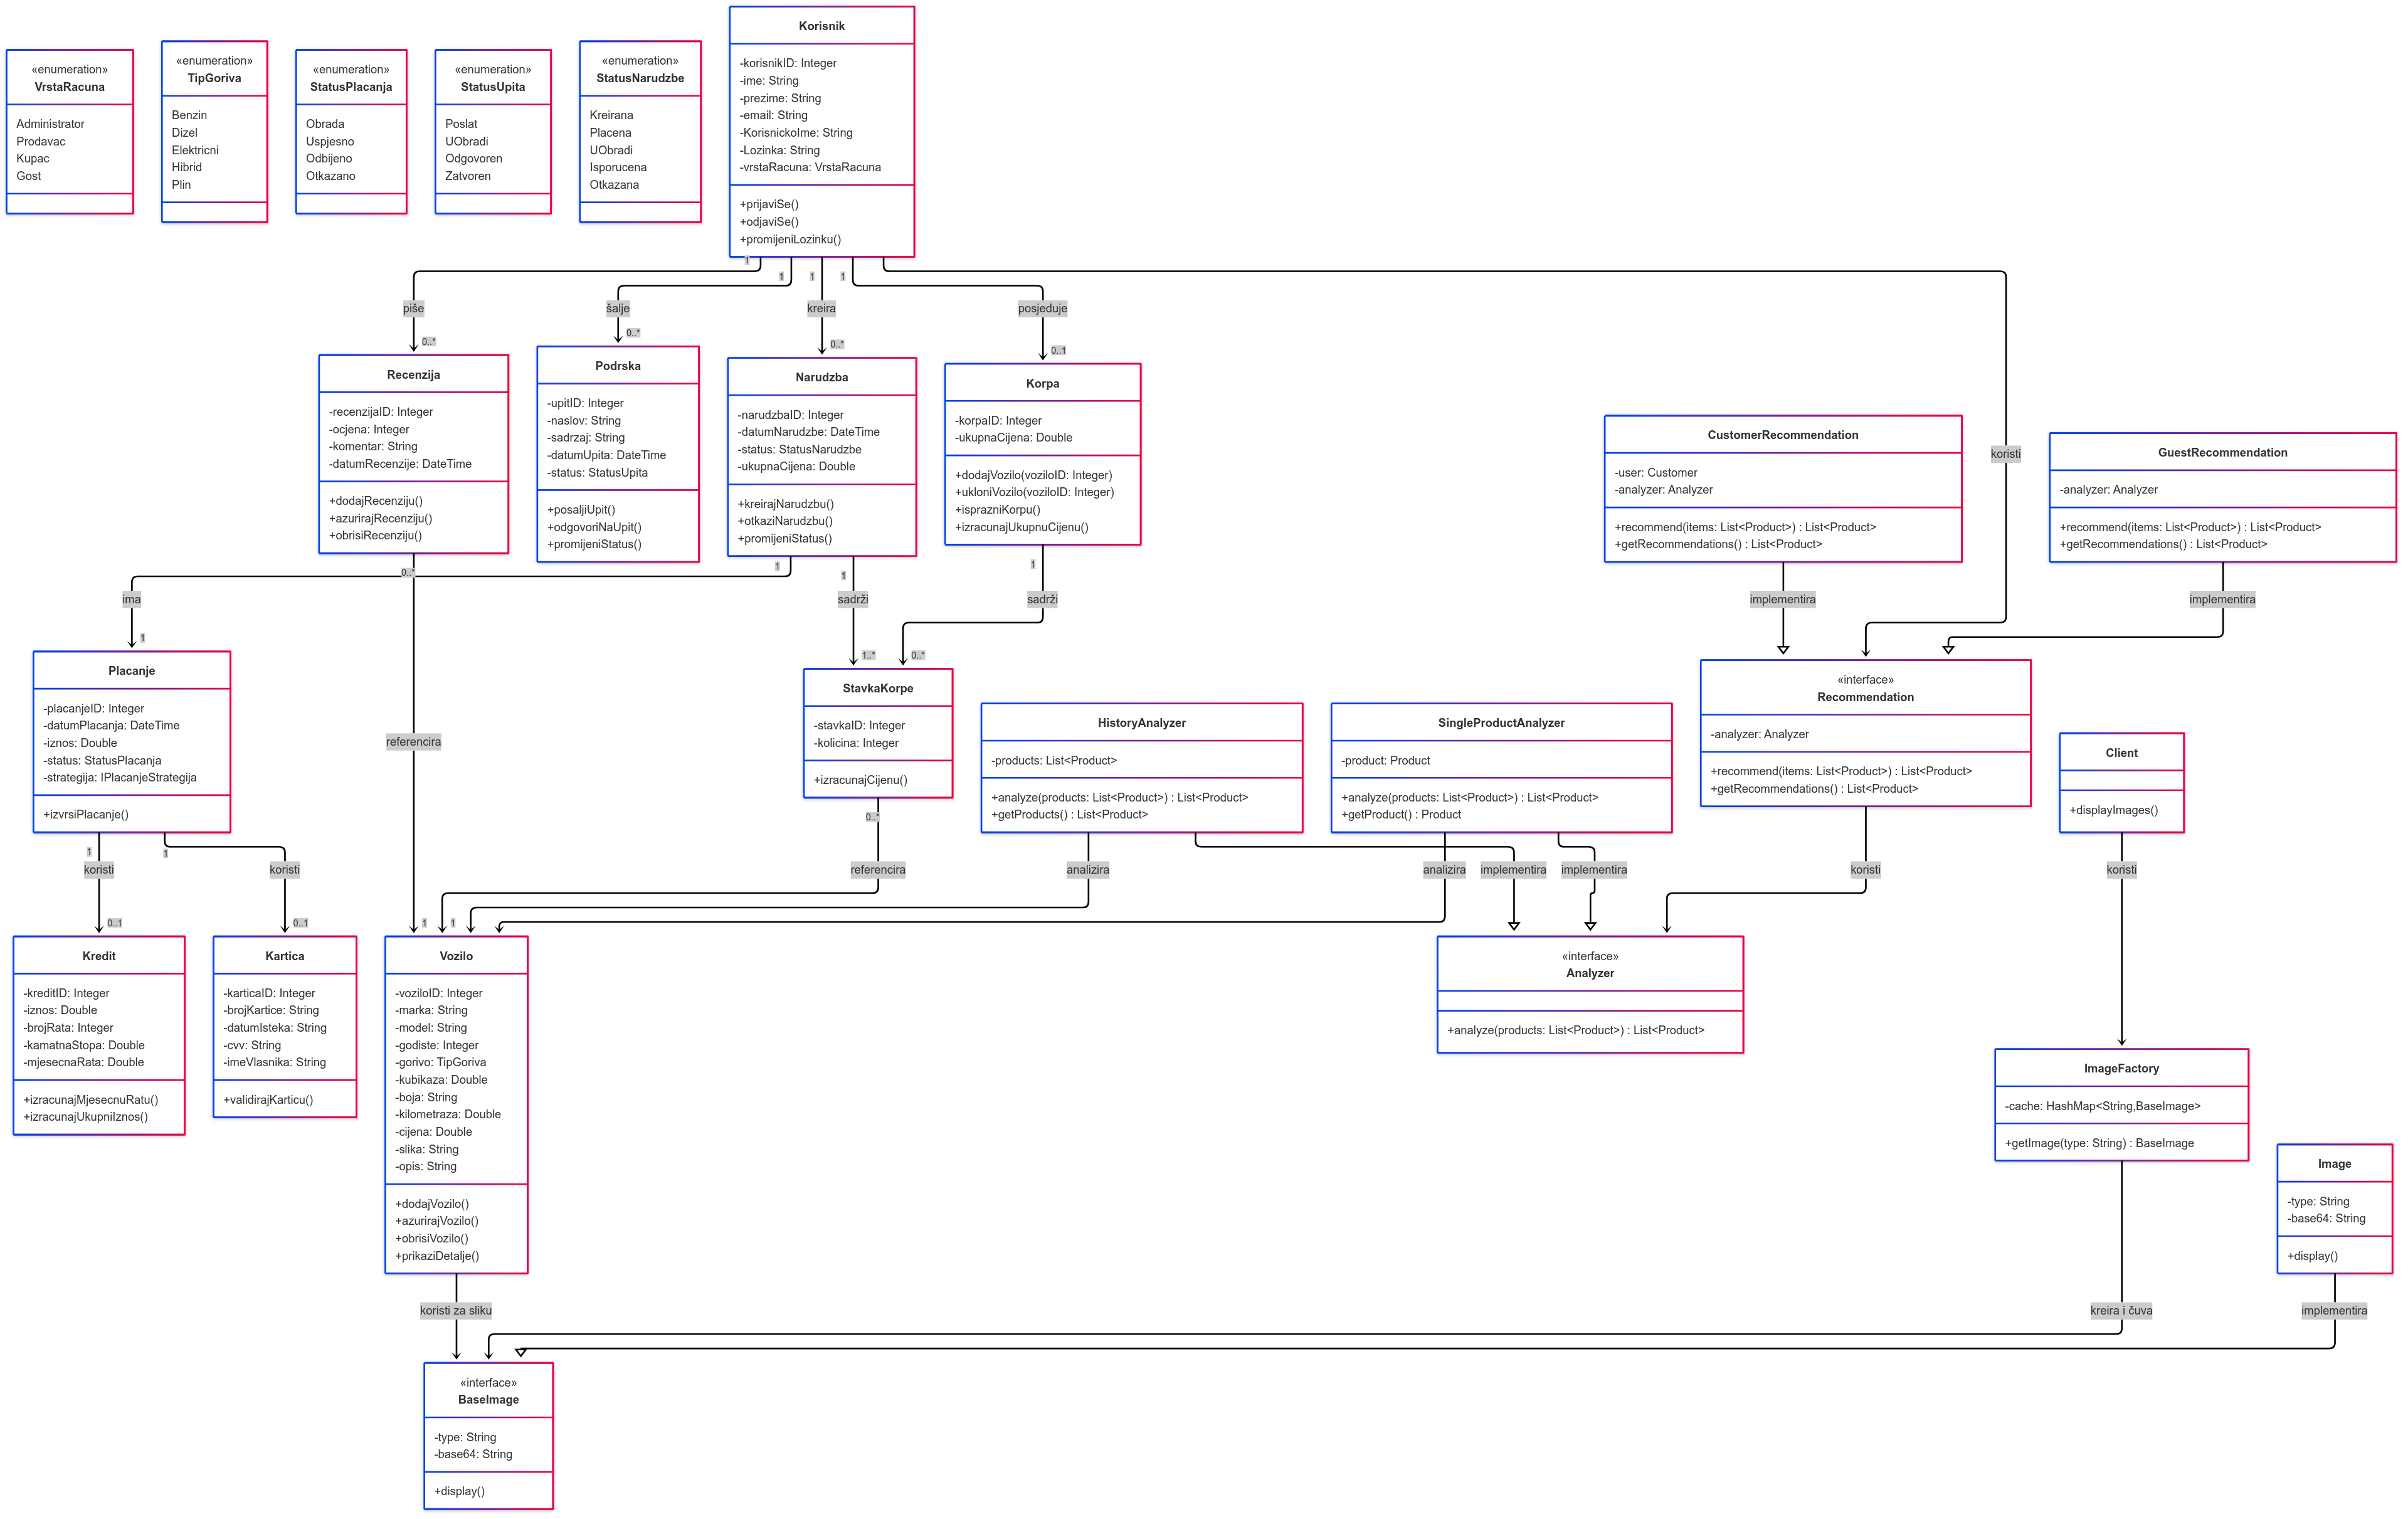 «enumeration»
VrstaRacuna
Administrator
Prodavac
Kupac
Gost
«enumeration»
TipGoriva
Benzin
Dizel
Elektricni
Hibrid
Plin
«enumeration»
StatusPlacanja
Obrada
Uspjesno
Odbijeno
Otkazano
«enumeration»
StatusUpita
Poslat
UObradi
Odgovoren
Zatvoren
«enumeration»
StatusNarudzbe
Kreirana
Placena
UObradi
Isporucena
Otkazana
Korisnik
-korisnikID: Integer
-ime: String
-prezime: String
-email: String
-KorisnickoIme: String
-Lozinka: String
-vrstaRacuna: VrstaRacuna
+prijaviSe()
+odjaviSe()
+promijeniLozinku()
1
1
1
1
piše
šalje
kreira
posjeduje
koristi
0..*
0..*
0..*
0..1
Recenzija
-recenzijaID: Integer
-ocjena: Integer
-komentar: String
-datumRecenzije: DateTime
+dodajRecenziju()
+azurirajRecenziju()
+obrisiRecenziju()
Podrska
-upitID: Integer
-naslov: String
-sadrzaj: String
-datumUpita: DateTime
-status: StatusUpita
+posaljiUpit()
+odgovoriNaUpit()
+promijeniStatus()
Narudzba
-narudzbaID: Integer
-datumNarudzbe: DateTime
-status: StatusNarudzbe
-ukupnaCijena: Double
+kreirajNarudzbu()
+otkaziNarudzbu()
+promijeniStatus()
Korpa
-korpaID: Integer
-ukupnaCijena: Double
+dodajVozilo(voziloID: Integer)
+ukloniVozilo(voziloID: Integer)
+isprazniKorpu()
+izracunajUkupnuCijenu()
CustomerRecommendation
-user: Customer
-analyzer: Analyzer
+recommend(items: List<Product>) : List<Product>
+getRecommendations() : List<Product>
GuestRecommendation
-analyzer: Analyzer
+recommend(items: List<Product>) : List<Product>
+getRecommendations() : List<Product>
0..*
1
1
1
ima
sadrži
sadrži
implementira
implementira
1
1..*
0..*
Placanje
-placanjeID: Integer
-datumPlacanja: DateTime
-iznos: Double
-status: StatusPlacanja
-strategija: IPlacanjeStrategija
+izvrsiPlacanje()
referencira
StavkaKorpe
-stavkaID: Integer
-kolicina: Integer
+izracunajCijenu()
HistoryAnalyzer
-products: List<Product>
+analyze(products: List<Product>) : List<Product>
+getProducts() : List<Product>
SingleProductAnalyzer
-product: Product
+analyze(products: List<Product>) : List<Product>
+getProduct() : Product
«interface»
Recommendation
-analyzer: Analyzer
+recommend(items: List<Product>) : List<Product>
+getRecommendations() : List<Product>
Client
+displayImages()
1
1
0..*
koristi
koristi
referencira
analizira
analizira
implementira
implementira
koristi
koristi
0..1
0..1
1
1
Kredit
-kreditID: Integer
-iznos: Double
-brojRata: Integer
-kamatnaStopa: Double
-mjesecnaRata: Double
+izracunajMjesecnuRatu()
+izracunajUkupniIznos()
Kartica
-karticaID: Integer
-brojKartice: String
-datumIsteka: String
-cvv: String
-imeVlasnika: String
+validirajKarticu()
Vozilo
-voziloID: Integer
-marka: String
-model: String
-godiste: Integer
-gorivo: TipGoriva
-kubikaza: Double
-boja: String
-kilometraza: Double
-cijena: Double
-slika: String
-opis: String
+dodajVozilo()
+azurirajVozilo()
+obrisiVozilo()
+prikaziDetalje()
«interface»
Analyzer
+analyze(products: List<Product>) : List<Product>
ImageFactory
-cache: HashMap<String,BaseImage>
+getImage(type: String) : BaseImage
Image
-type: String
-base64: String
+display()
koristi za sliku
kreira i čuva
implementira
«interface»
BaseImage
-type: String
-base64: String
+display()